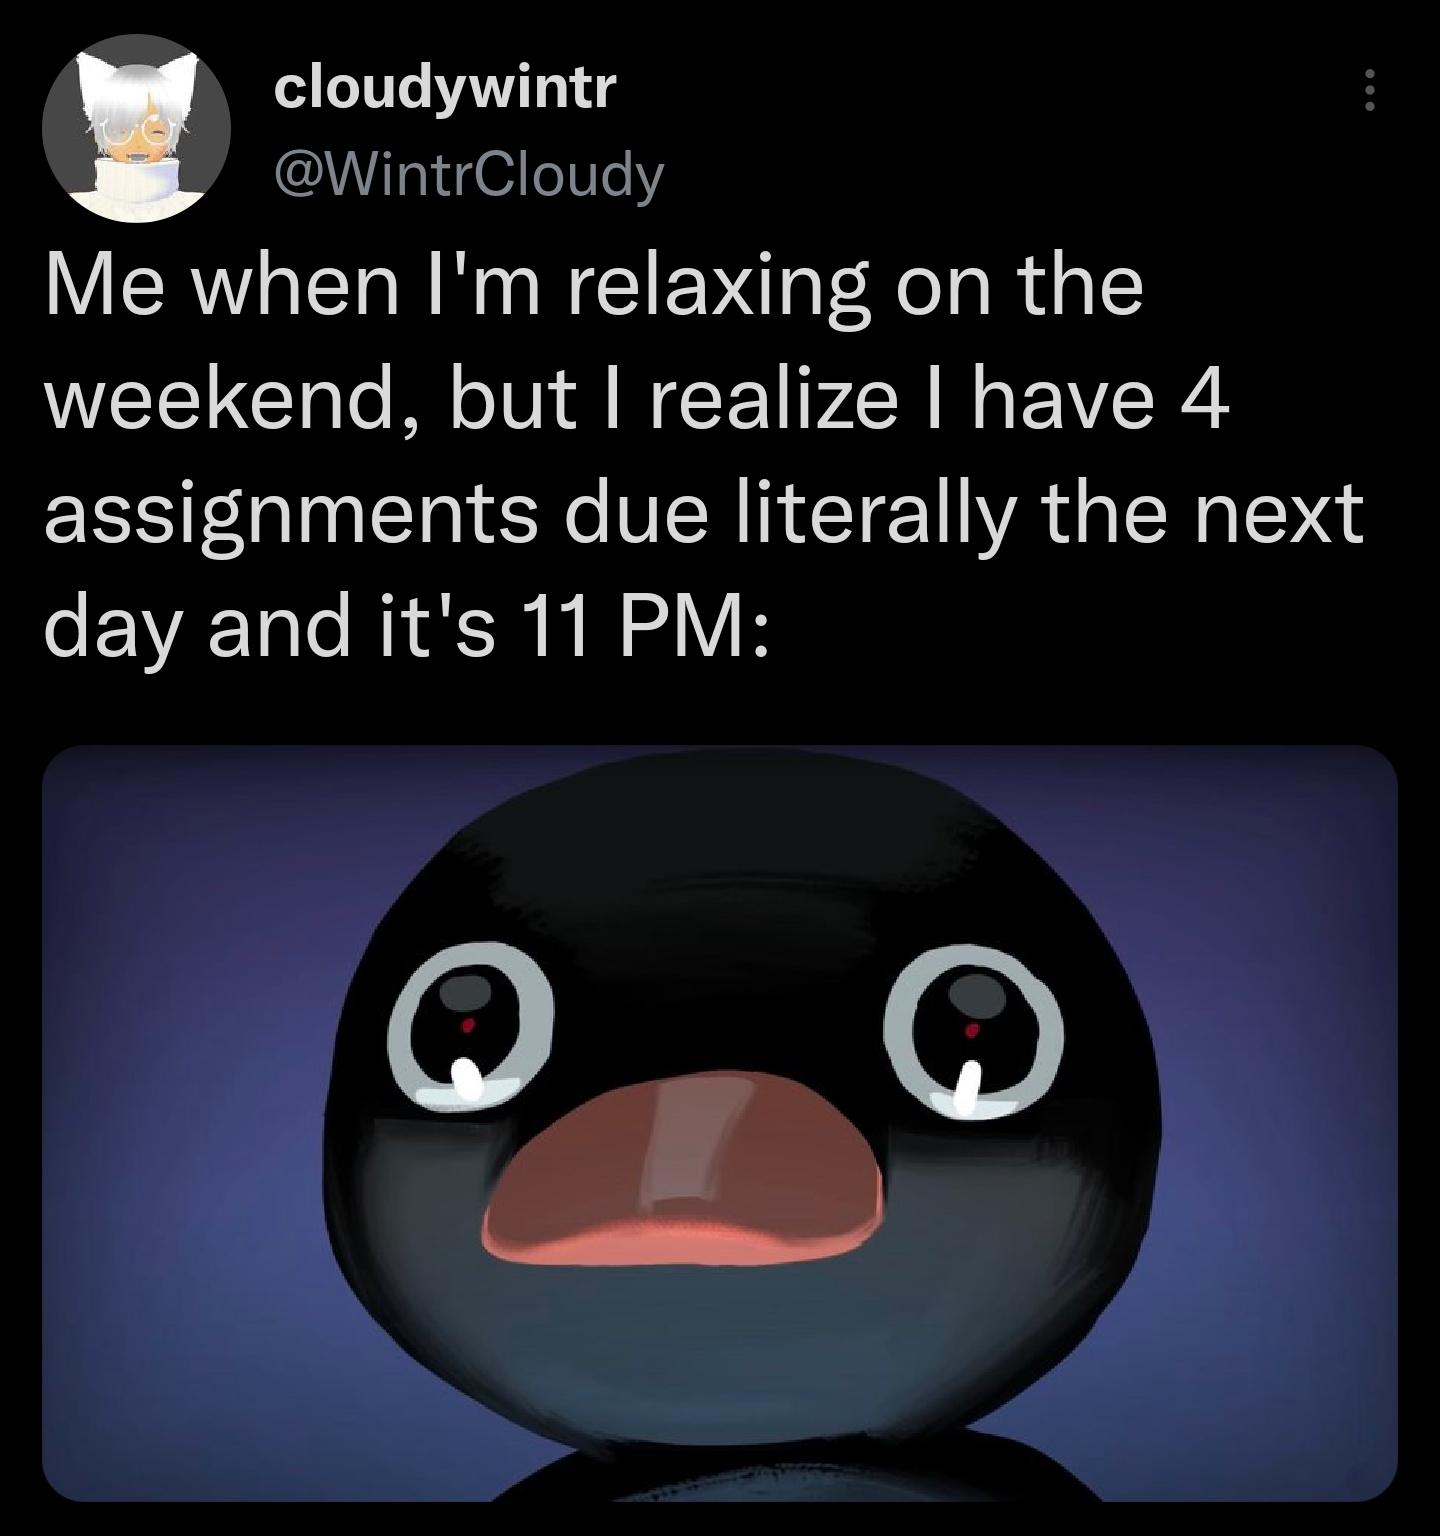 cloudywintr
@WintrCloudy
Me when I'm relaxing on the
weekend, but I realize I have 4
assignments due literally the next
day and it's 11 PM: